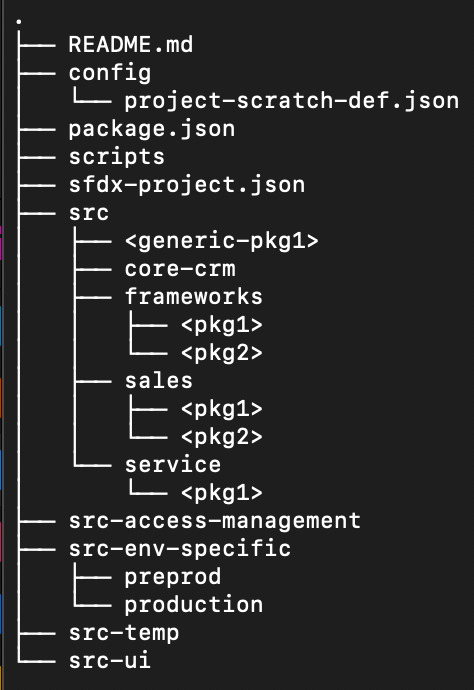 .
├── README.md
├── config
│   └── project-scratch-def.json
├── package.json
├── scripts
├── sfdx-project.json
├── src
│   ├── <generic-pkg1>
│   ├── core-crm
│   ├── frameworks
│   │   ├── <pkg1>
│   │   └── <pkg2>
│   ├── sales
│   │   ├── <pkg1>
│   │   └── <pkg2>
│   └── service
│       └── <pkg1>
├── src-access-management
├── src-env-specific
│   ├── preprod
│   └── production
├── src-temp
└── src-ui